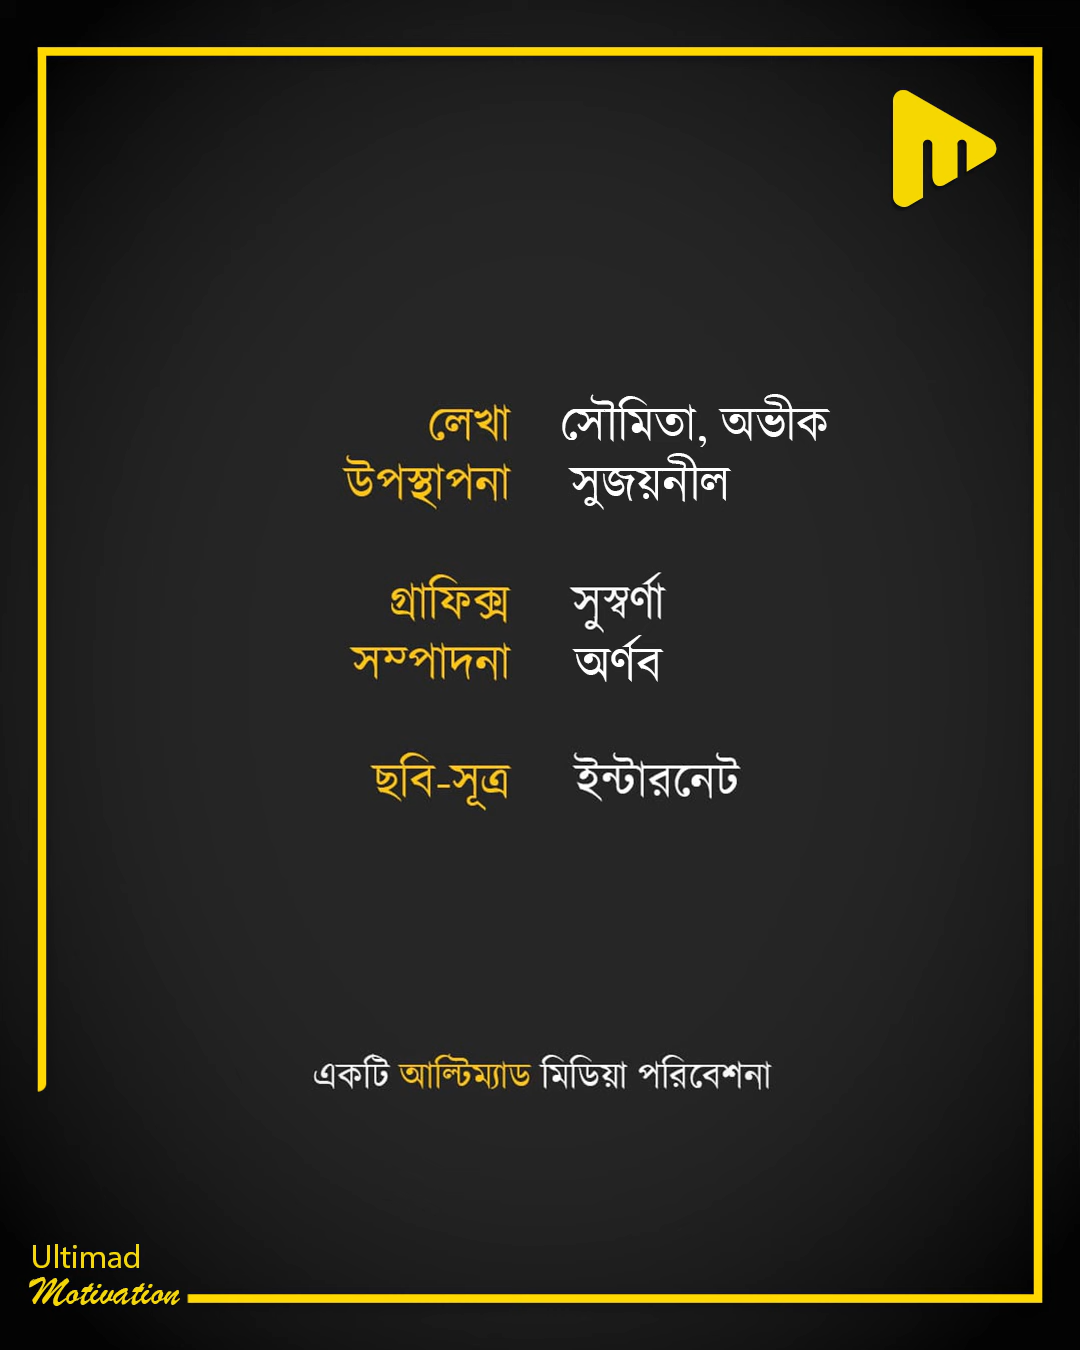 লেখা সৌমিতা, অভীক
উপস্থাপনা সুজয়নীল
গ্রাফিক্স সুস্বর্ণা
সম্পাদনা অর্ণব
ছবি-সূত্র ইন্টারনেট
একটি আল্টিম্যাড মিডিয়া পরিবেশনা
Ultimad
Motivation